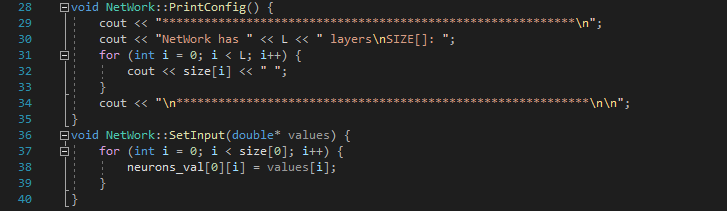 28 void NetWork::PrintConfig() {
29 cout << "***********************************************************\n";
30 cout << "NetWork has " << L << " layers\nSIZE[]: ";
31 for (int i = 0; i < L; i++) {
32 cout << size[i] << " ";
33 }
34 cout << "\n***********************************************************\n\n";
35 }
36 void NetWork::SetInput(double* values) {
37 for (int i = 0; i < size[0]; i++) {
38 neurons_val[0][i] = values[i];
39 }
40 }